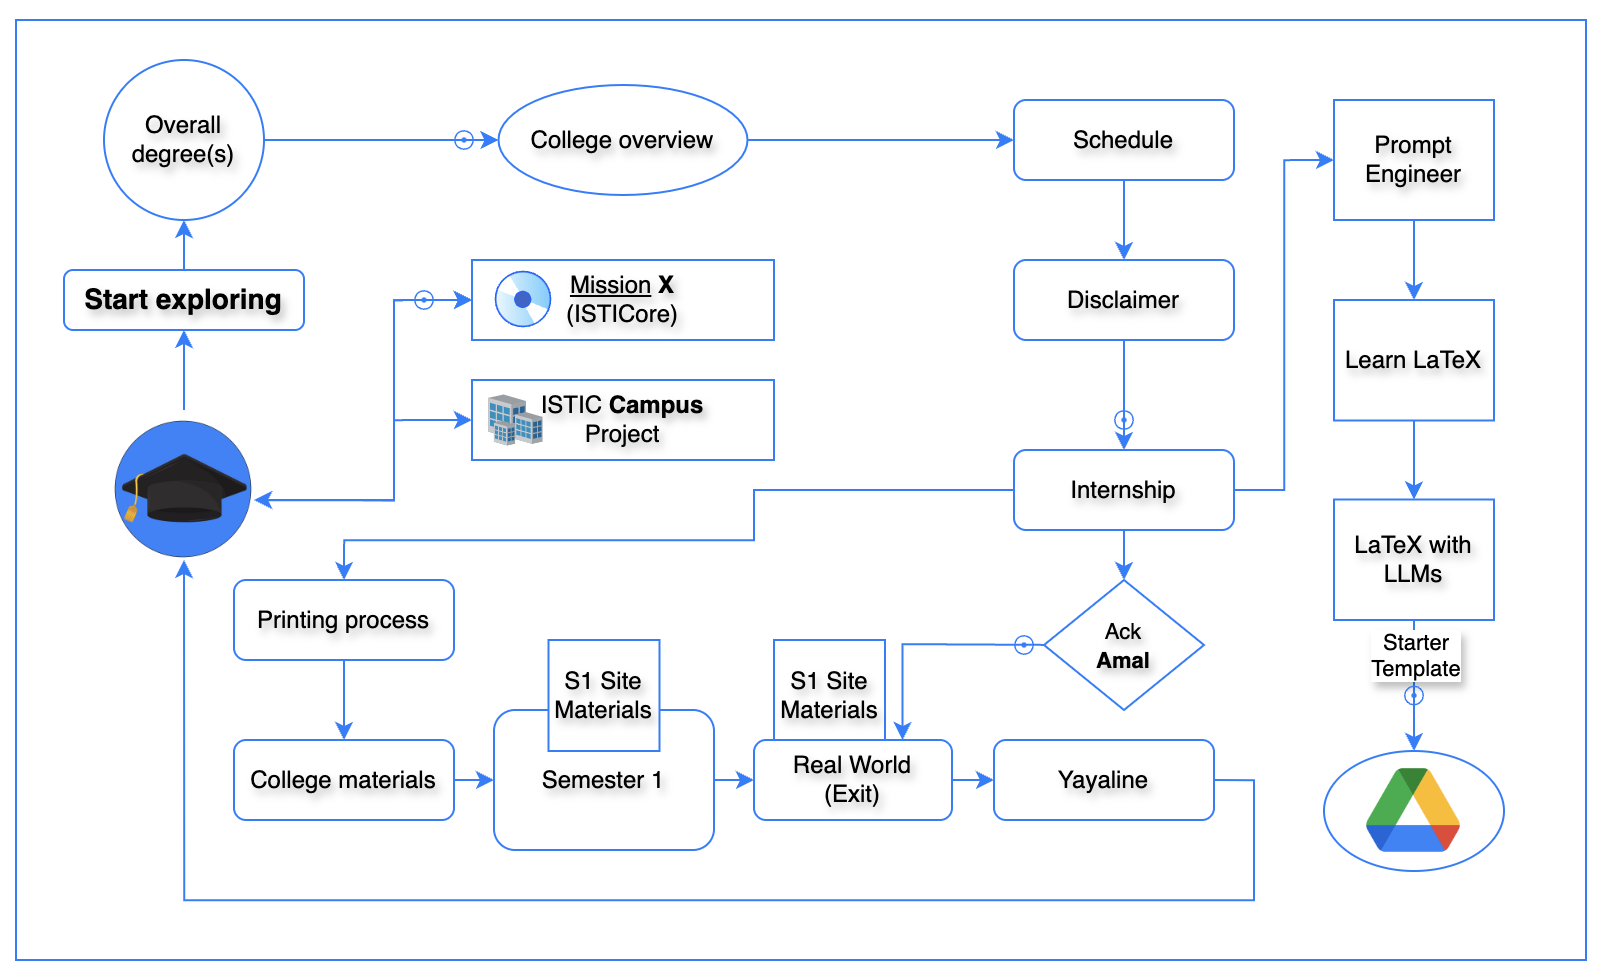 Overall
degree(s)
College overview
Schedule
Prompt
Engineer
Start exploring
Mission X
(ISTICore)
Disclaimer
Learn LaTeX
ISTIC Campus
Project
Internship
LaTeX with
LLMs
Printing process
Ack
Amal
Starter
Template
S1 Site
Materials
S1 Site
Materials
College materials
Semester 1
Real World
(Exit)
Yayaline